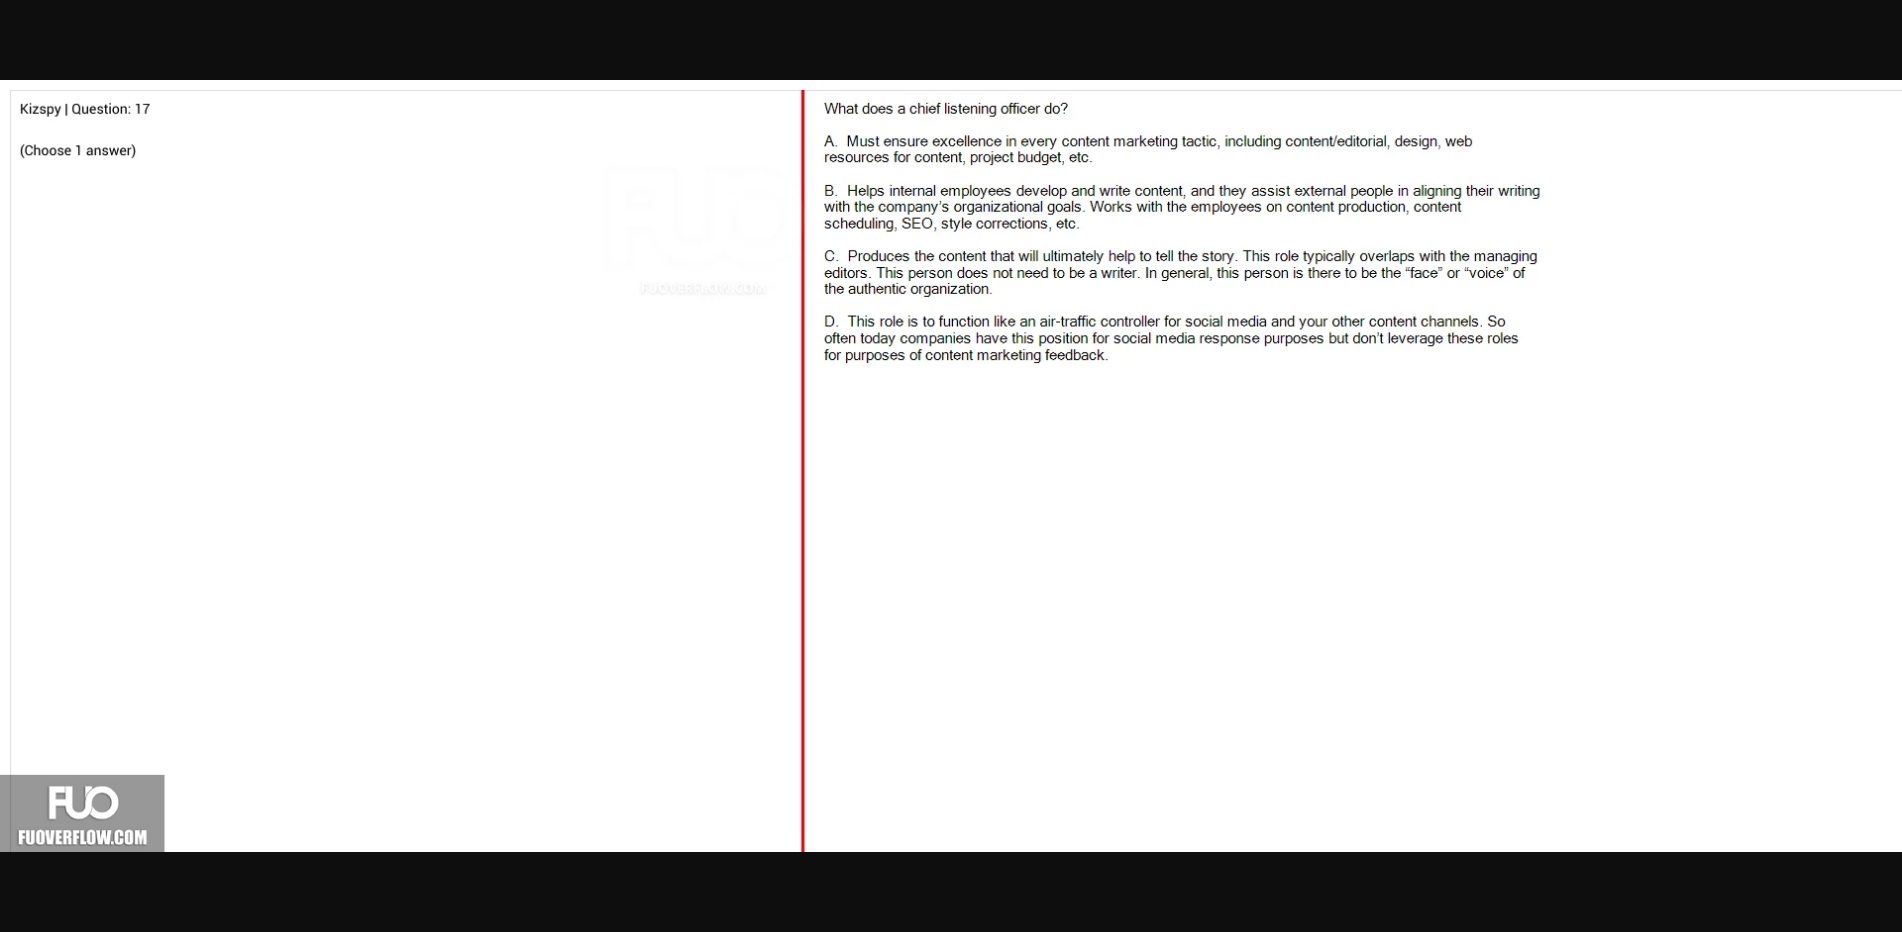 Kizspy | Question: 17
(Choose 1 answer)
What does a chief listening officer do?
A.  Must ensure excellence in every content marketing tactic, including content/editorial, design, web
resources for content, project budget, etc.
B.  Helps internal employees develop and write content, and they assist external people in aligning their writing
with the company’s organizational goals. Works with the employees on content production, content
scheduling, SEO, style corrections, etc.
C.  Produces the content that will ultimately help to tell the story. This role typically overlaps with the managing
editors. This person does not need to be a writer. In general, this person is there to be the “face” or “voice” of
the authentic organization.
D.  This role is to function like an air-traffic controller for social media and your other content channels. So
often today companies have this position for social media response purposes but don’t leverage these roles
for purposes of content marketing feedback.
FUO
FUOVERFLOW.COM
FUO
FUOVERFLOW.COM